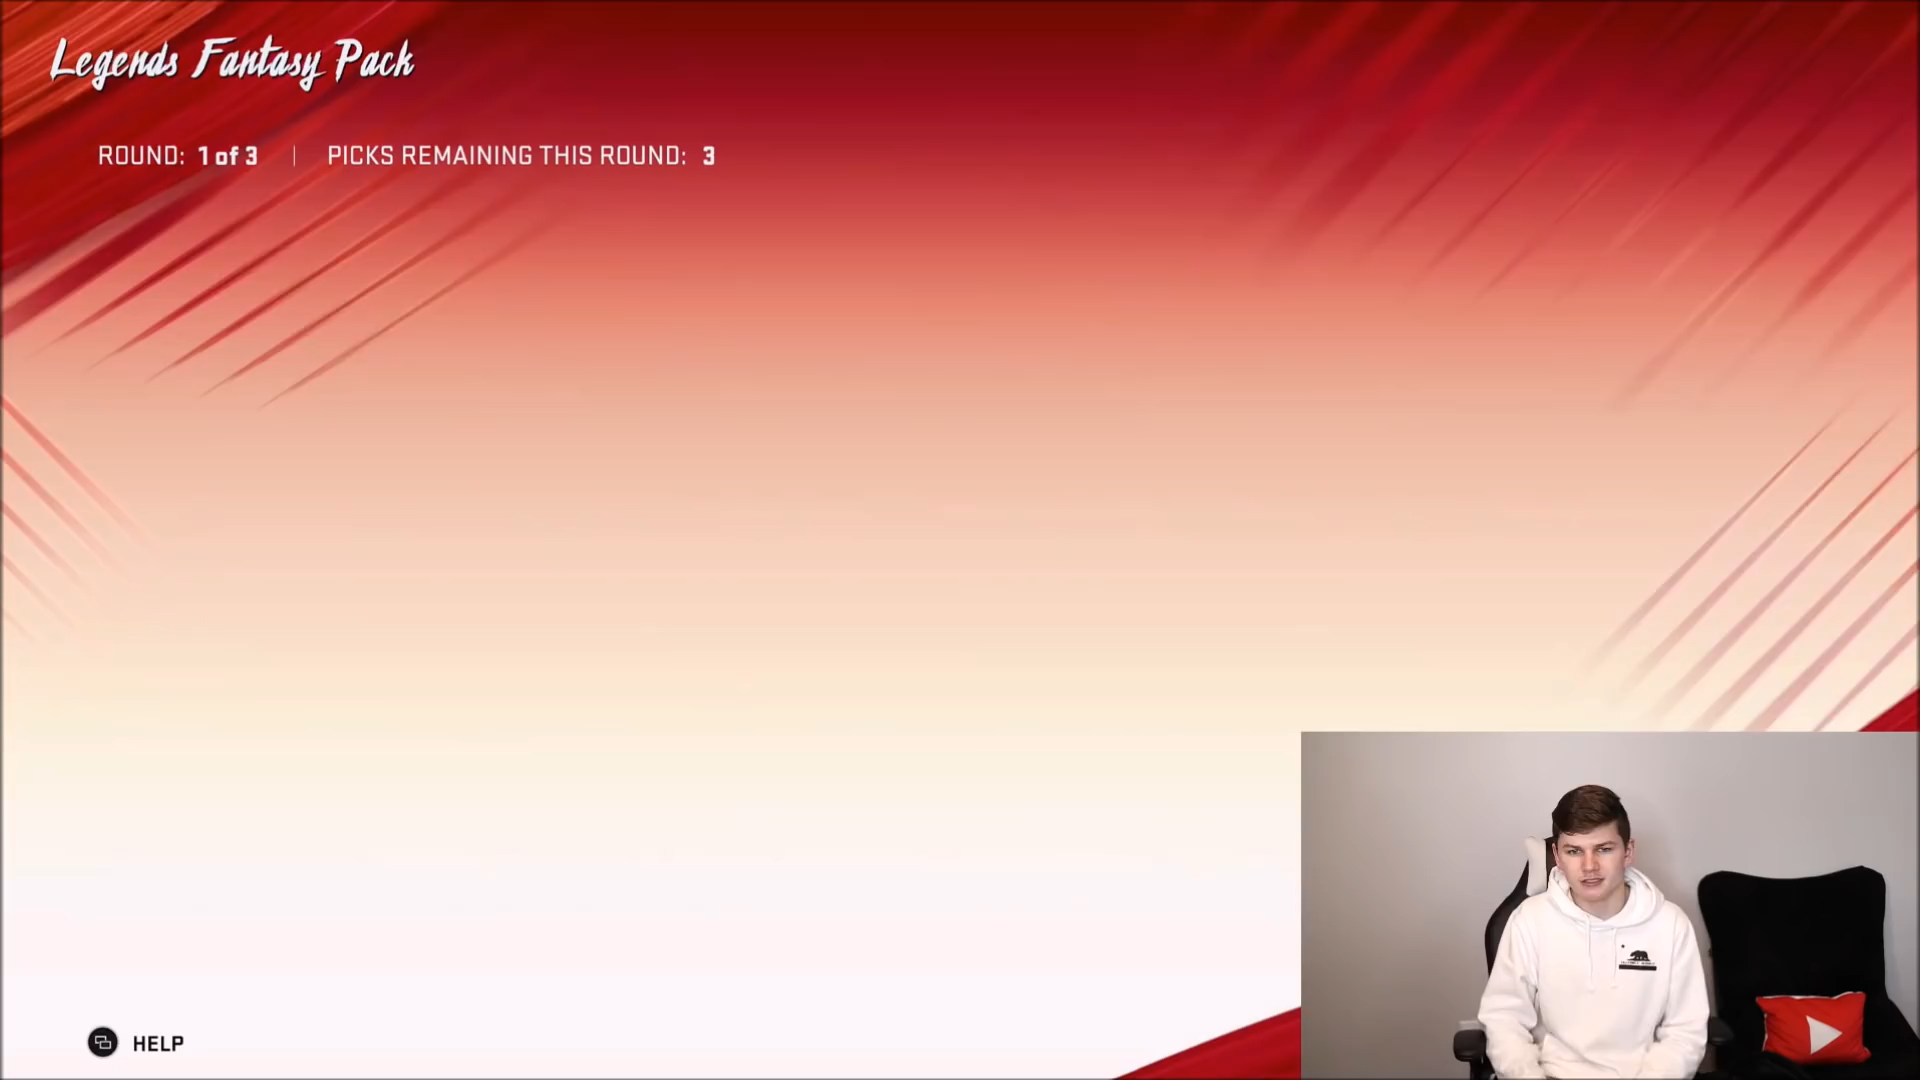 Legends Fantasy Pack
ROUND: 1 of 3 | PICKS REMAINING THIS ROUND: 3
HELP